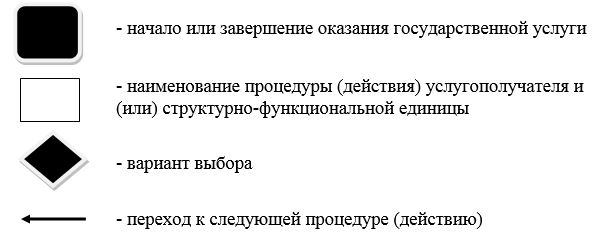 - начало или завершение оказания государственной услуги
- наименование процедуры (действия) услугополучателя и
(или) структурно-функциональной единицы
- вариант выбора
- переход к следующей процедуре (действию)